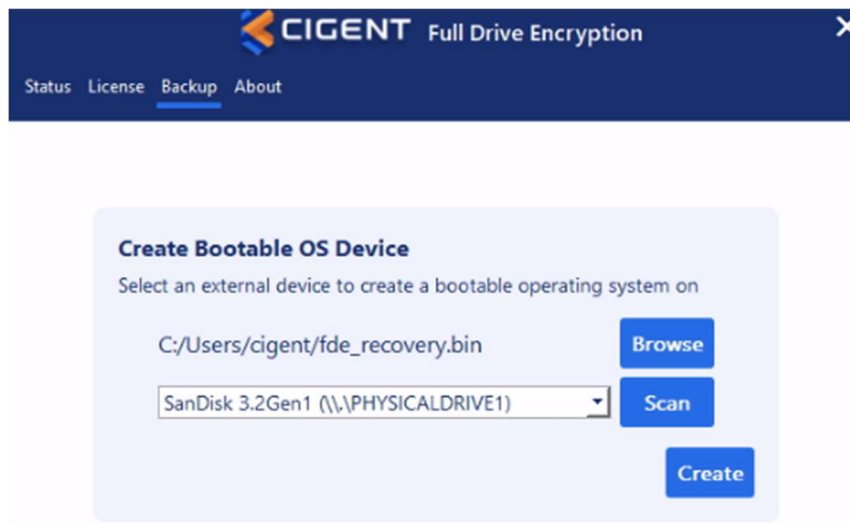 CIGENT Full Drive Encryption
Status License Backup About
Create Bootable OS Device
Select an external device to create a bootable operating system on
C:/Users/cigent/fde_recovery.bin
Browse
SanDisk 3.2Gen1 (\\.\PHYSICALDRIVE1)
Scan
Create